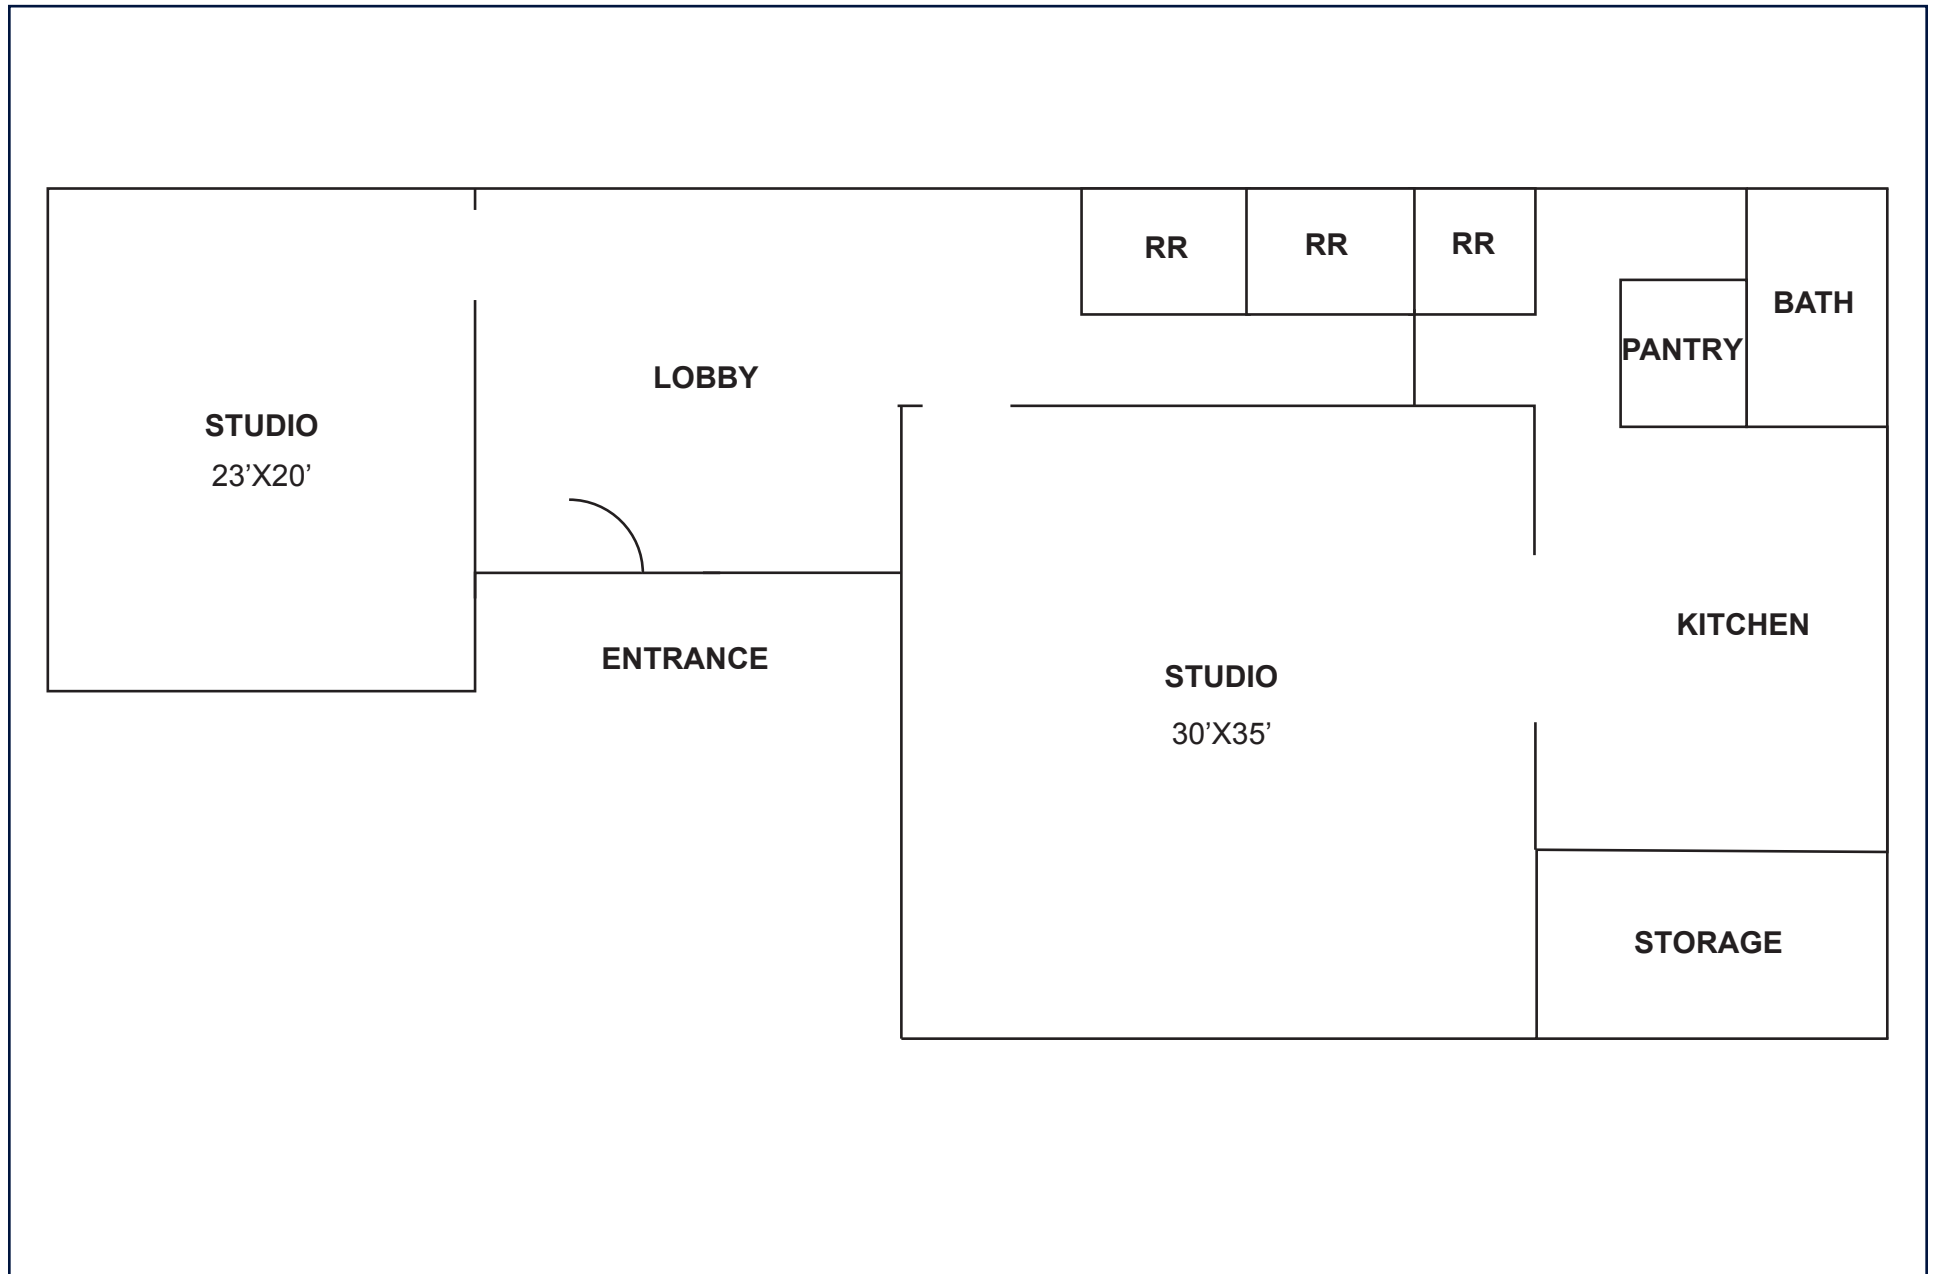 RR
RR
RR
BATH
PANTRY
LOBBY
STUDIO
23’X20’
KITCHEN
ENTRANCE
STUDIO
30’X35’
STORAGE